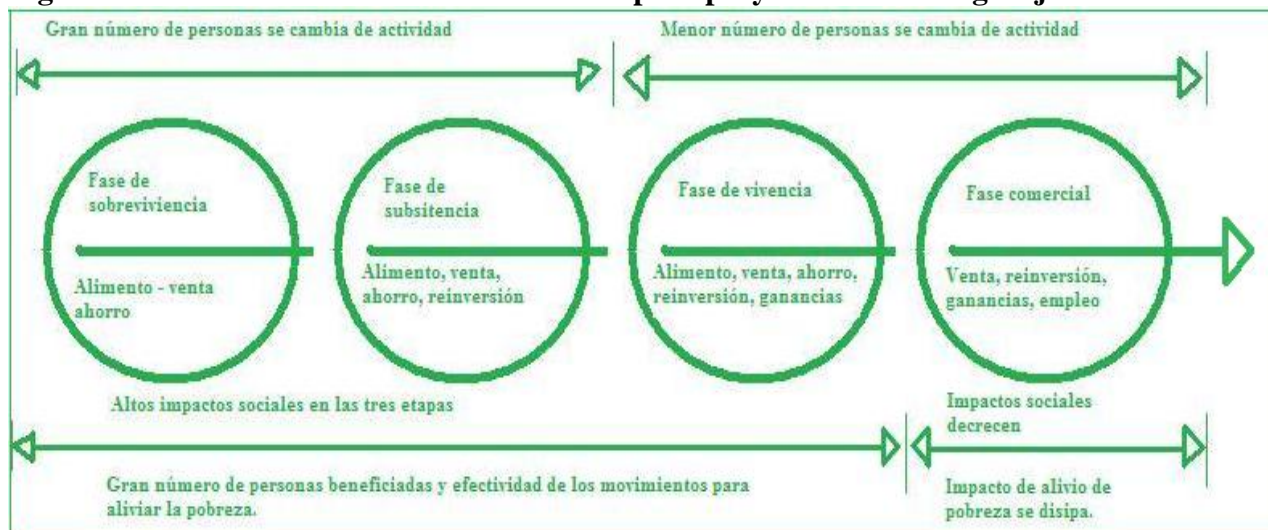 Gran número de personas se cambia de actividad
Menor número de personas se cambia de actividad
Fase de
sobreviviencia
Alimento - venta
ahorro
Fase de
subsitencia
Alimento, venta,
ahorro, reinversión
Fase de vivencia
Alimento, venta, ahorro,
reinversión, ganancias
Fase comercial
Venta, reinversión,
ganancias, empleo
Altos impactos sociales en las tres etapas
Impactos sociales
decrecen
Gran número de personas beneficiadas y efectividad de los movimientos para
aliviar la pobreza.
Impacto de alivio de
pobreza se disipa.